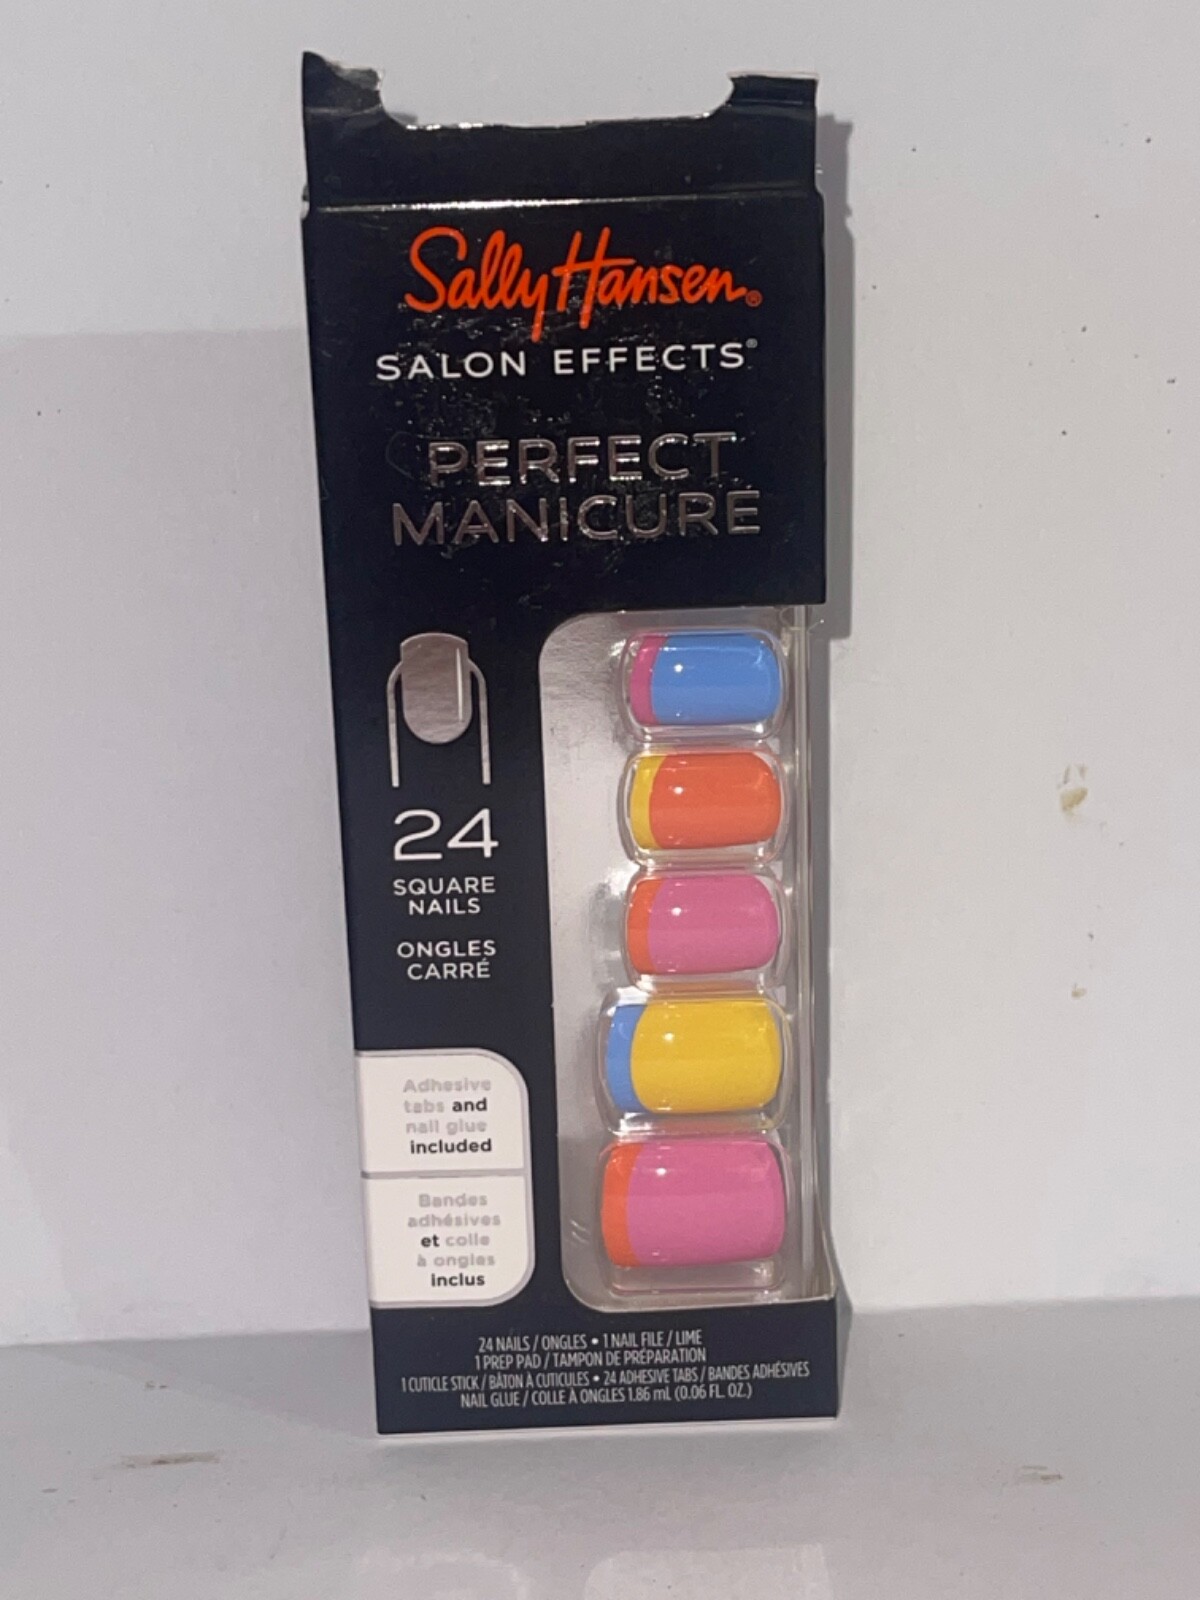 Sally Hansen®
SALON EFFECTS®
PERFECT
MANICURE
24
SQUARE
NAILS
ONGLES
CARRÉ
Adhesive
tabs and
nail glue
included
Bandes
adhésives
et colle
à ongles
inclus
24 NAILS / ONGLES • 1 NAIL FILE / LIME
1 PREP PAD / TAMPON DE PRÉPARATION
1 CUTICLE STICK / BÂTON À CUTICULES • 24 ADHESIVE TABS / BANDES ADHÉSIVES
NAIL GLUE / COLLE À ONGLES 1.86 mL (0.06 FL. OZ.)